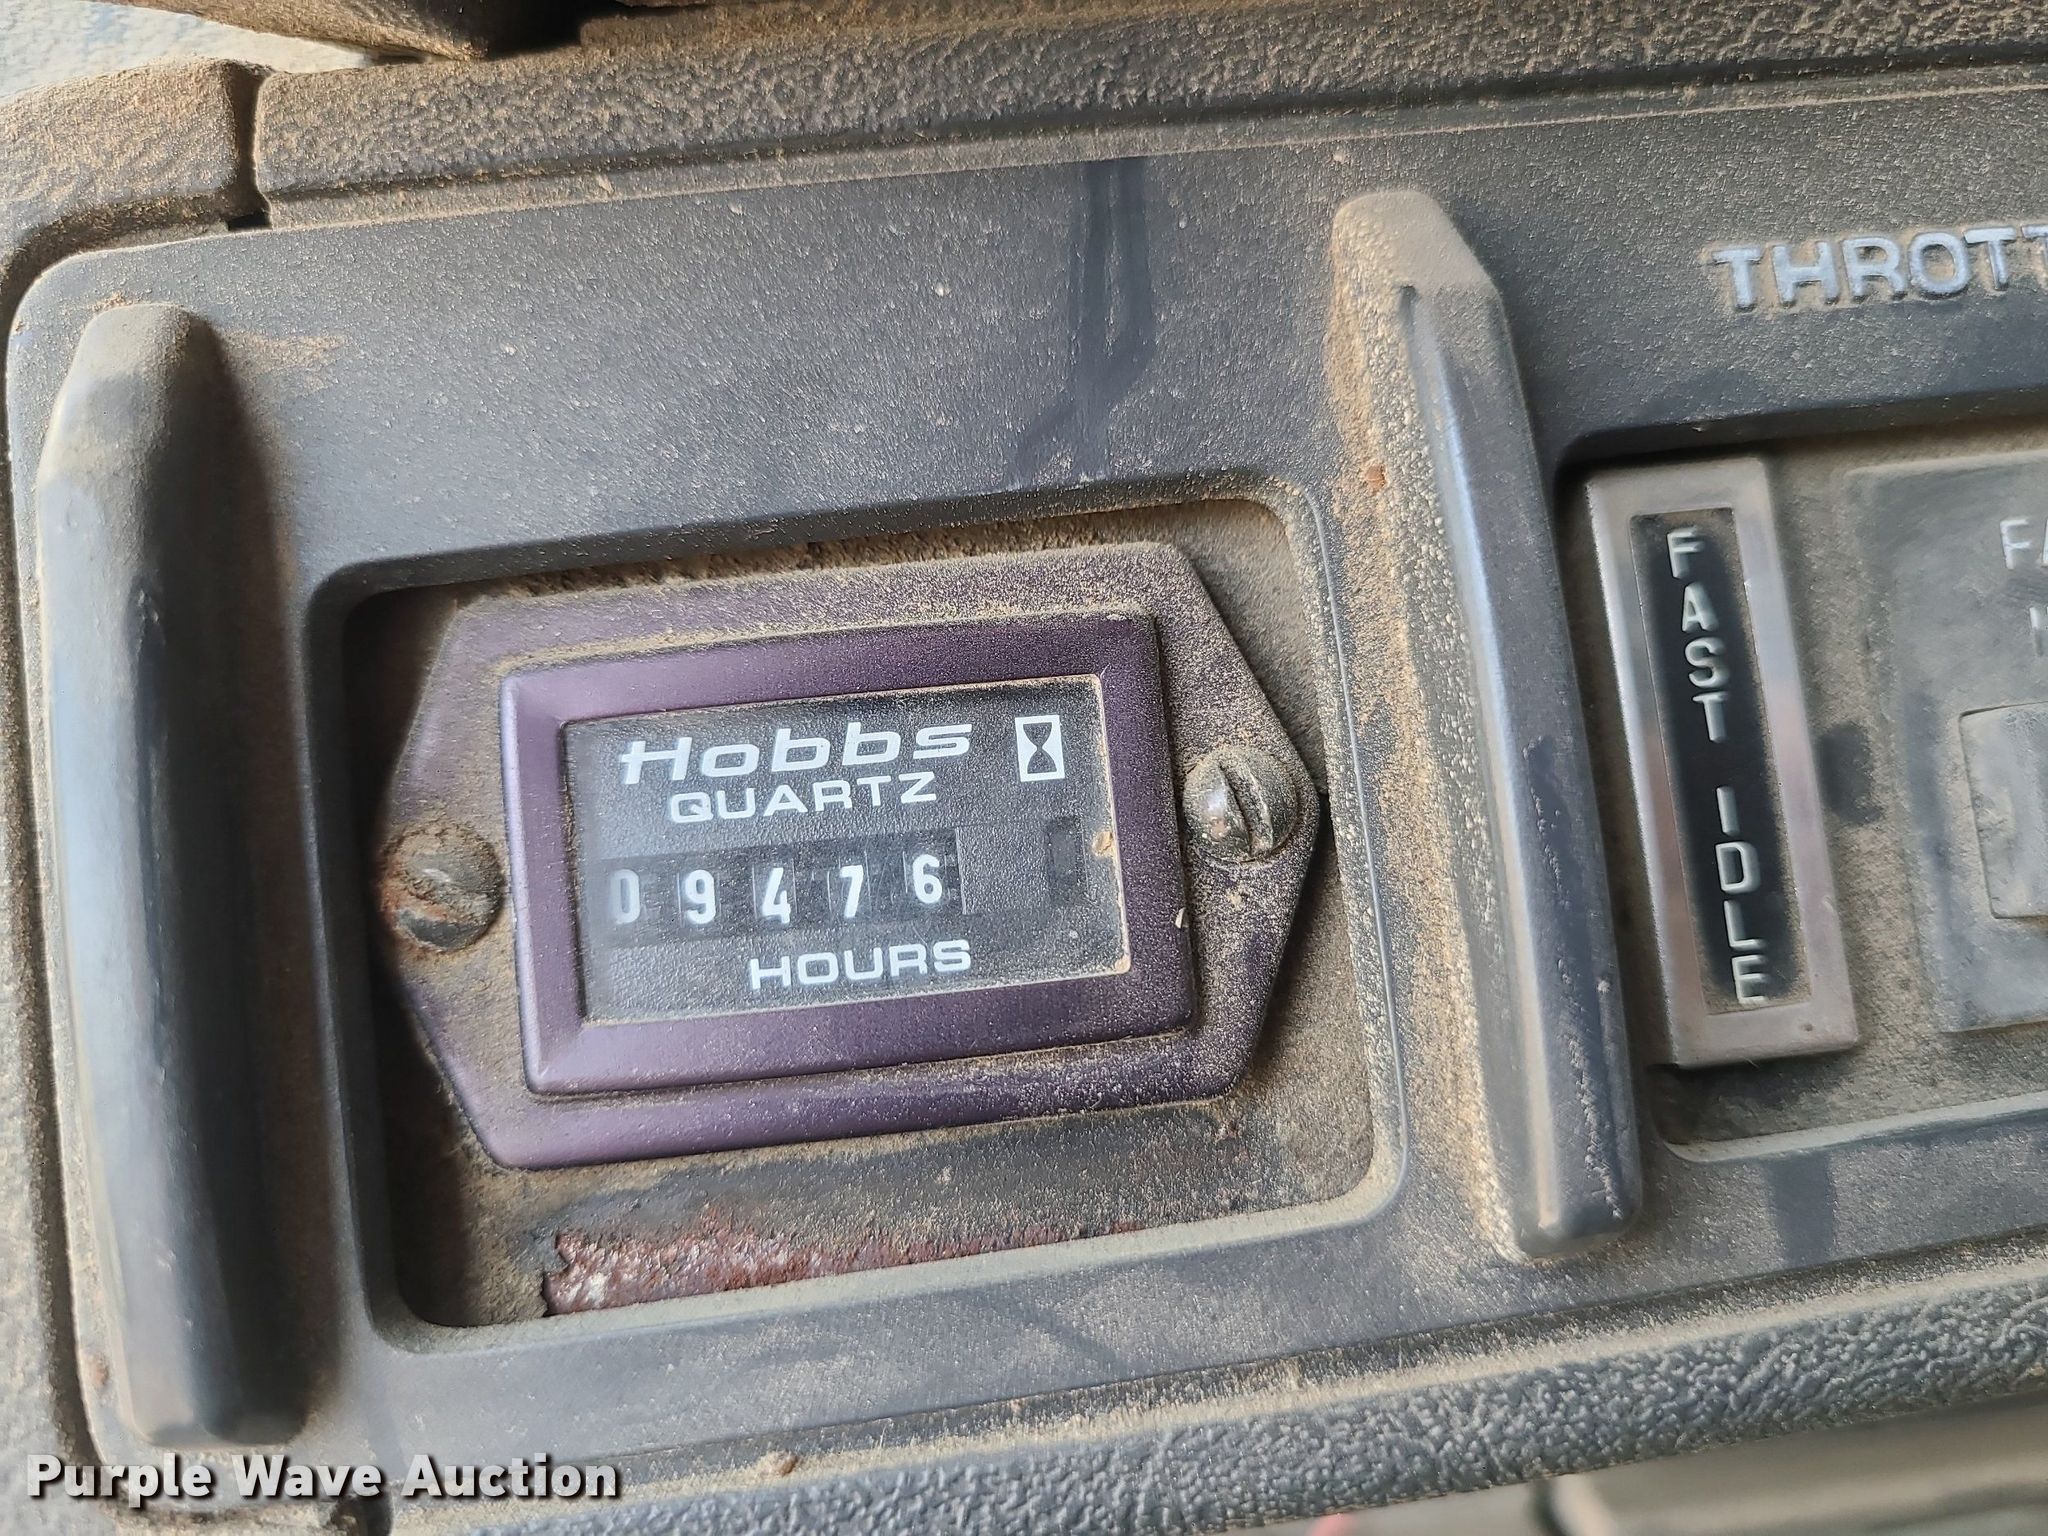 THROTT
Hobbs
QUARTZ
09476
HOURS
FAST IDLE
Purple Wave Auction